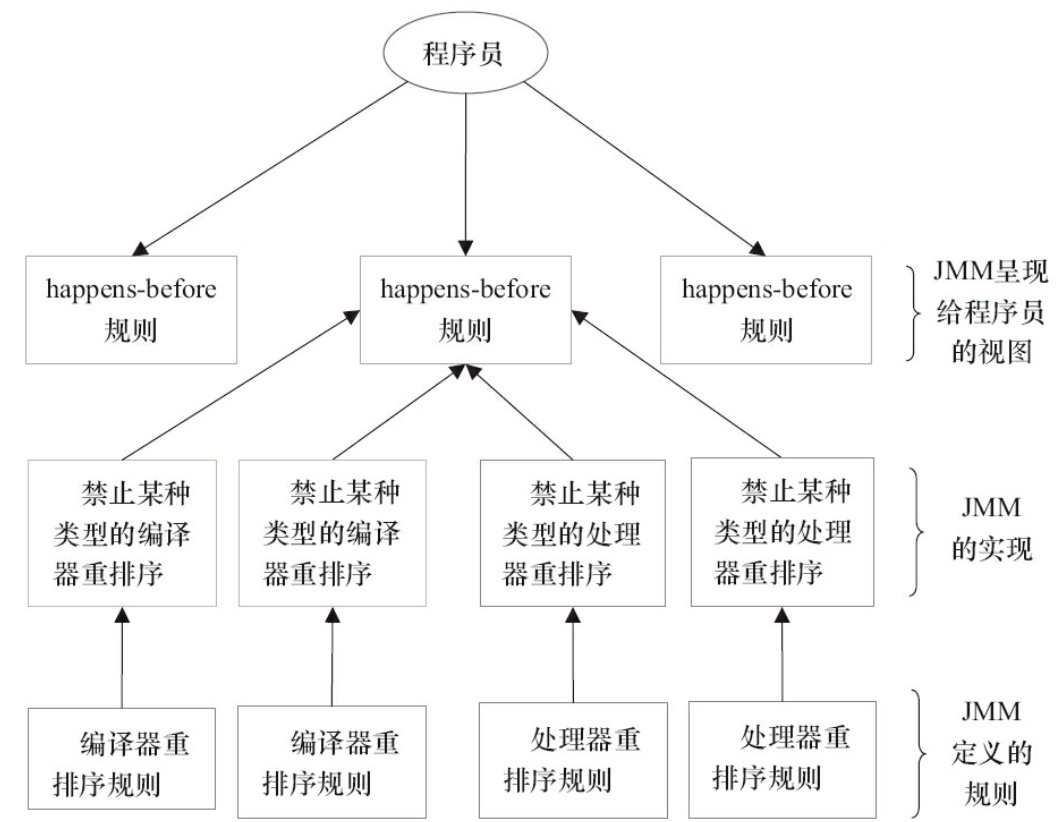 程序员
happens-before
规则
happens-before
规则
happens-before
规则
JMM呈现
给程序员
的视图
禁止某种
类型的编译
器重排序
禁止某种
类型的编译
器重排序
禁止某种
类型的处理
器重排序
禁止某种
类型的处理
器重排序
JMM
的实现
编译器重
排序规则
编译器重
排序规则
处理器重
排序规则
处理器重
排序规则
JMM
定义的
规则